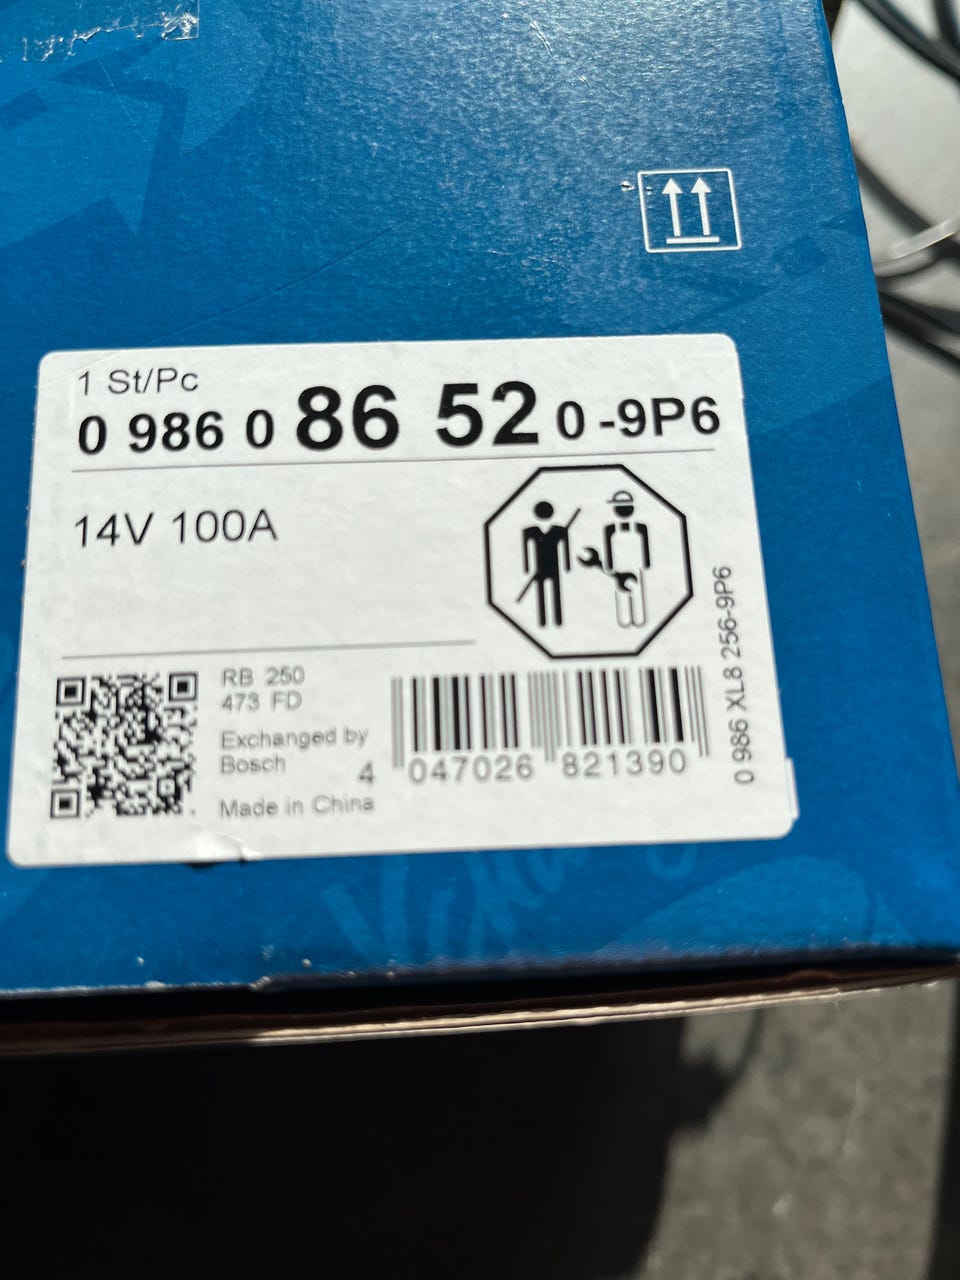 1 St/Pc
0 986 0 86 52 0 -9P6
14V 100A
RB 250
473 FD
Exchanged by
Bosch
Made in China
4 047026 821390
0 986 XL8 256-9P6